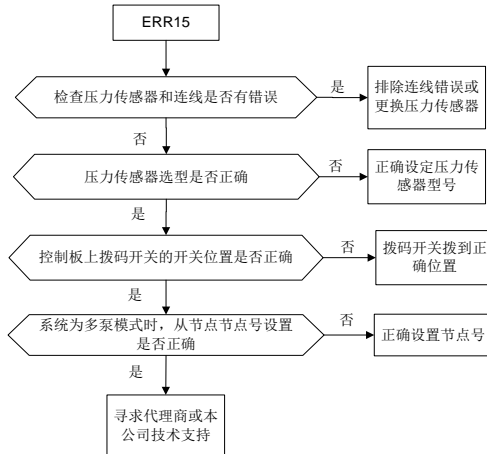 ERR15
检查压力传感器和连线是否有错误
是
排除连线错误或
更换压力传感器
否
压力传感器选型是否正确
否
正确设定压力传
感器型号
是
控制板上拨码开关的开关位置是否正确
否
拨码开关拨到正
确位置
是
系统为多泵模式时，从节点节点号设置
是否正确
否
正确设置节点号
是
寻求代理商或本
公司技术支持